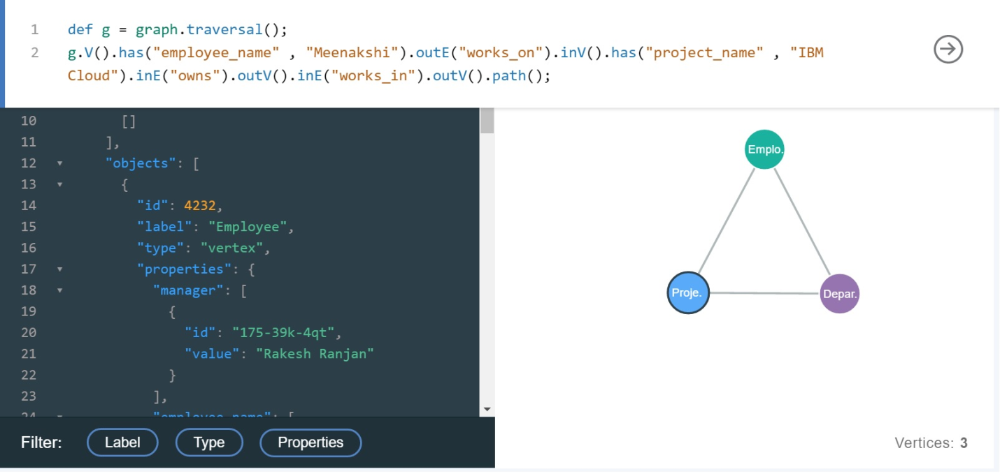 1 def g = graph.traversal();
2 g.V().has("employee_name" , "Meenakshi").outE("works_on").inV().has("project_name" , "IBM
Cloud").inE("owns").outV().inE("works_in").outV().path();
10 []
11 ],
12 "objects": [
13 {
14 "id": 4232,
15 "label": "Employee",
16 "type": "vertex",
17 "properties": {
18 "manager": [
19 {
20 "id": "175-39k-4qt",
21 "value": "Rakesh Ranjan"
22 }
23 ],
24 "employee_name": [
Filter: Label Type Properties
Emplo.
Proje.
Depar.
Vertices: 3